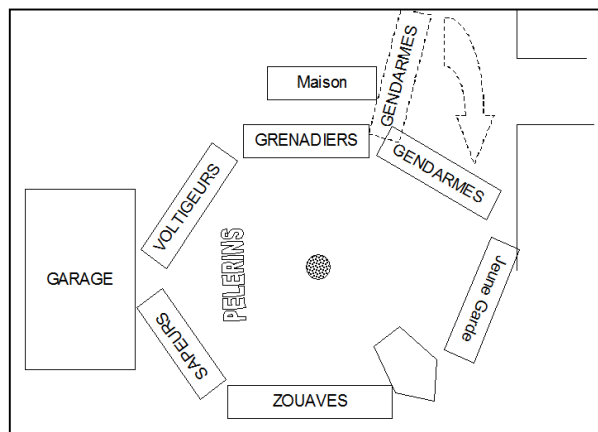 Maison
GENDARMES
GRENADIERS
GENDARMES
VOLTIGEURS
PELERINS
GARAGE
Jeune Garde
SAPEURS
ZOUAVES